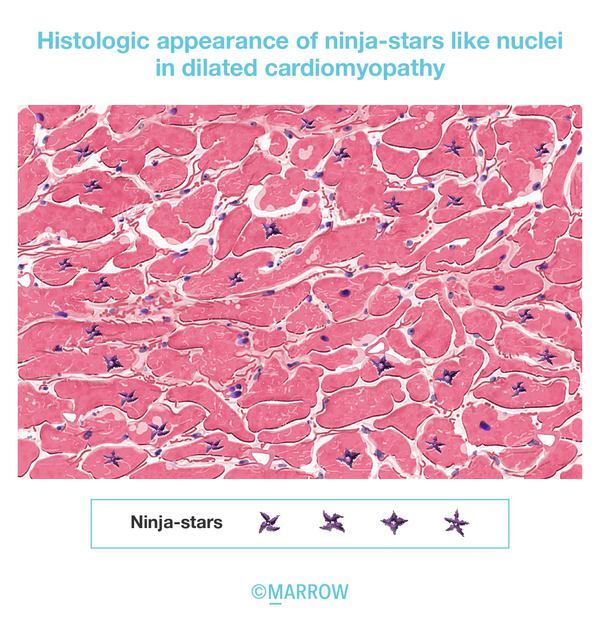 Histologic appearance of ninja-stars like nuclei
in dilated cardiomyopathy
Ninja-stars
©MARROW